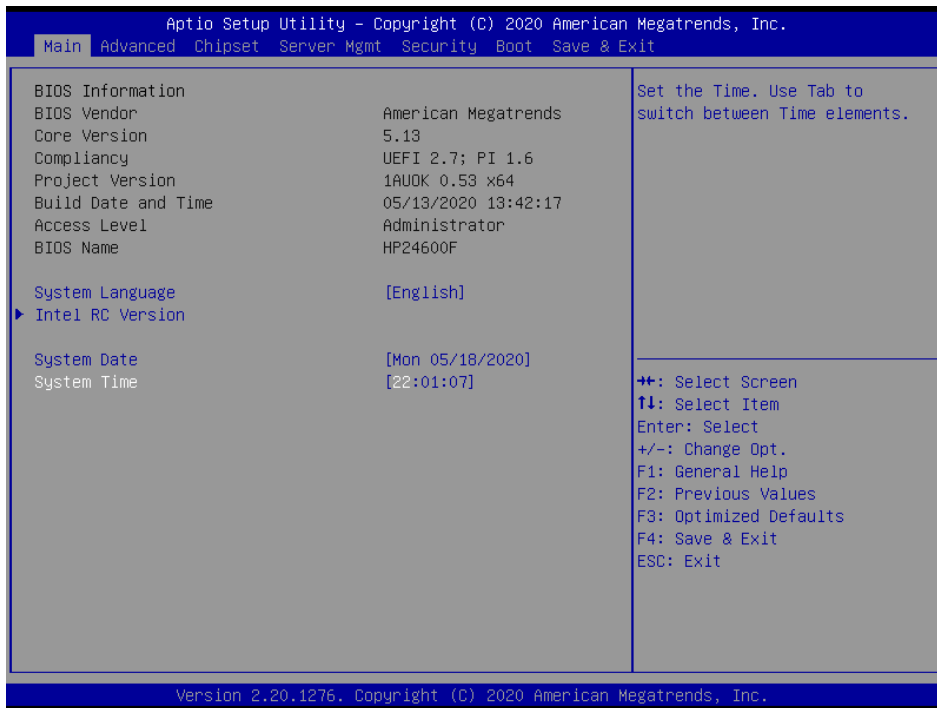 Aptio Setup Utility – Copyright (C) 2020 American Megatrends, Inc.
Main Advanced Chipset Server Mgmt Security Boot Save & Exit
BIOS Information
BIOS Vendor American Megatrends
Core Version 5.13
Compliancy UEFI 2.7; PI 1.6
Project Version 1AUOK 0.53 x64
Build Date and Time 05/13/2020 13:42:17
Access Level Administrator
BIOS Name HP24600F
System Language [English]
Intel RC Version
System Date [Mon 05/18/2020]
System Time [22:01:07]
Set the Time. Use Tab to
switch between Time elements.
→←: Select Screen
↑↓: Select Item
Enter: Select
+/-: Change Opt.
F1: General Help
F2: Previous Values
F3: Optimized Defaults
F4: Save & Exit
ESC: Exit
Version 2.20.1276. Copyright (C) 2020 American Megatrends, Inc.